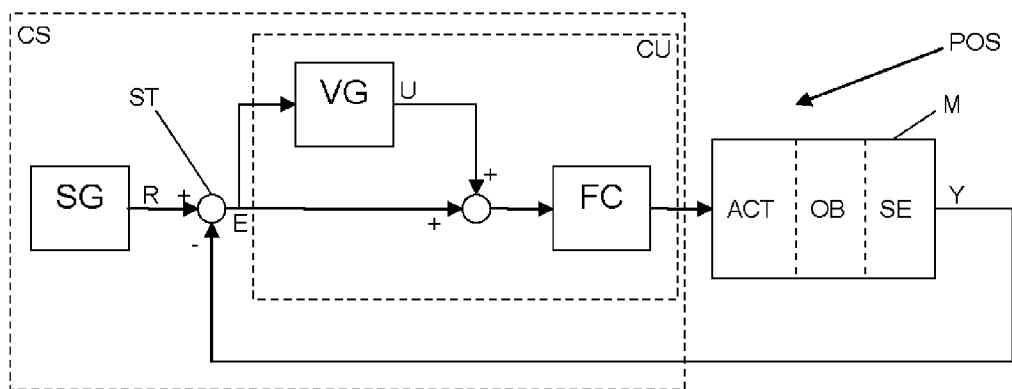 CS
CU
POS
ST
VG
U
M
SG
R
+
E
-
+
+
FC
ACT
OB
SE
Y